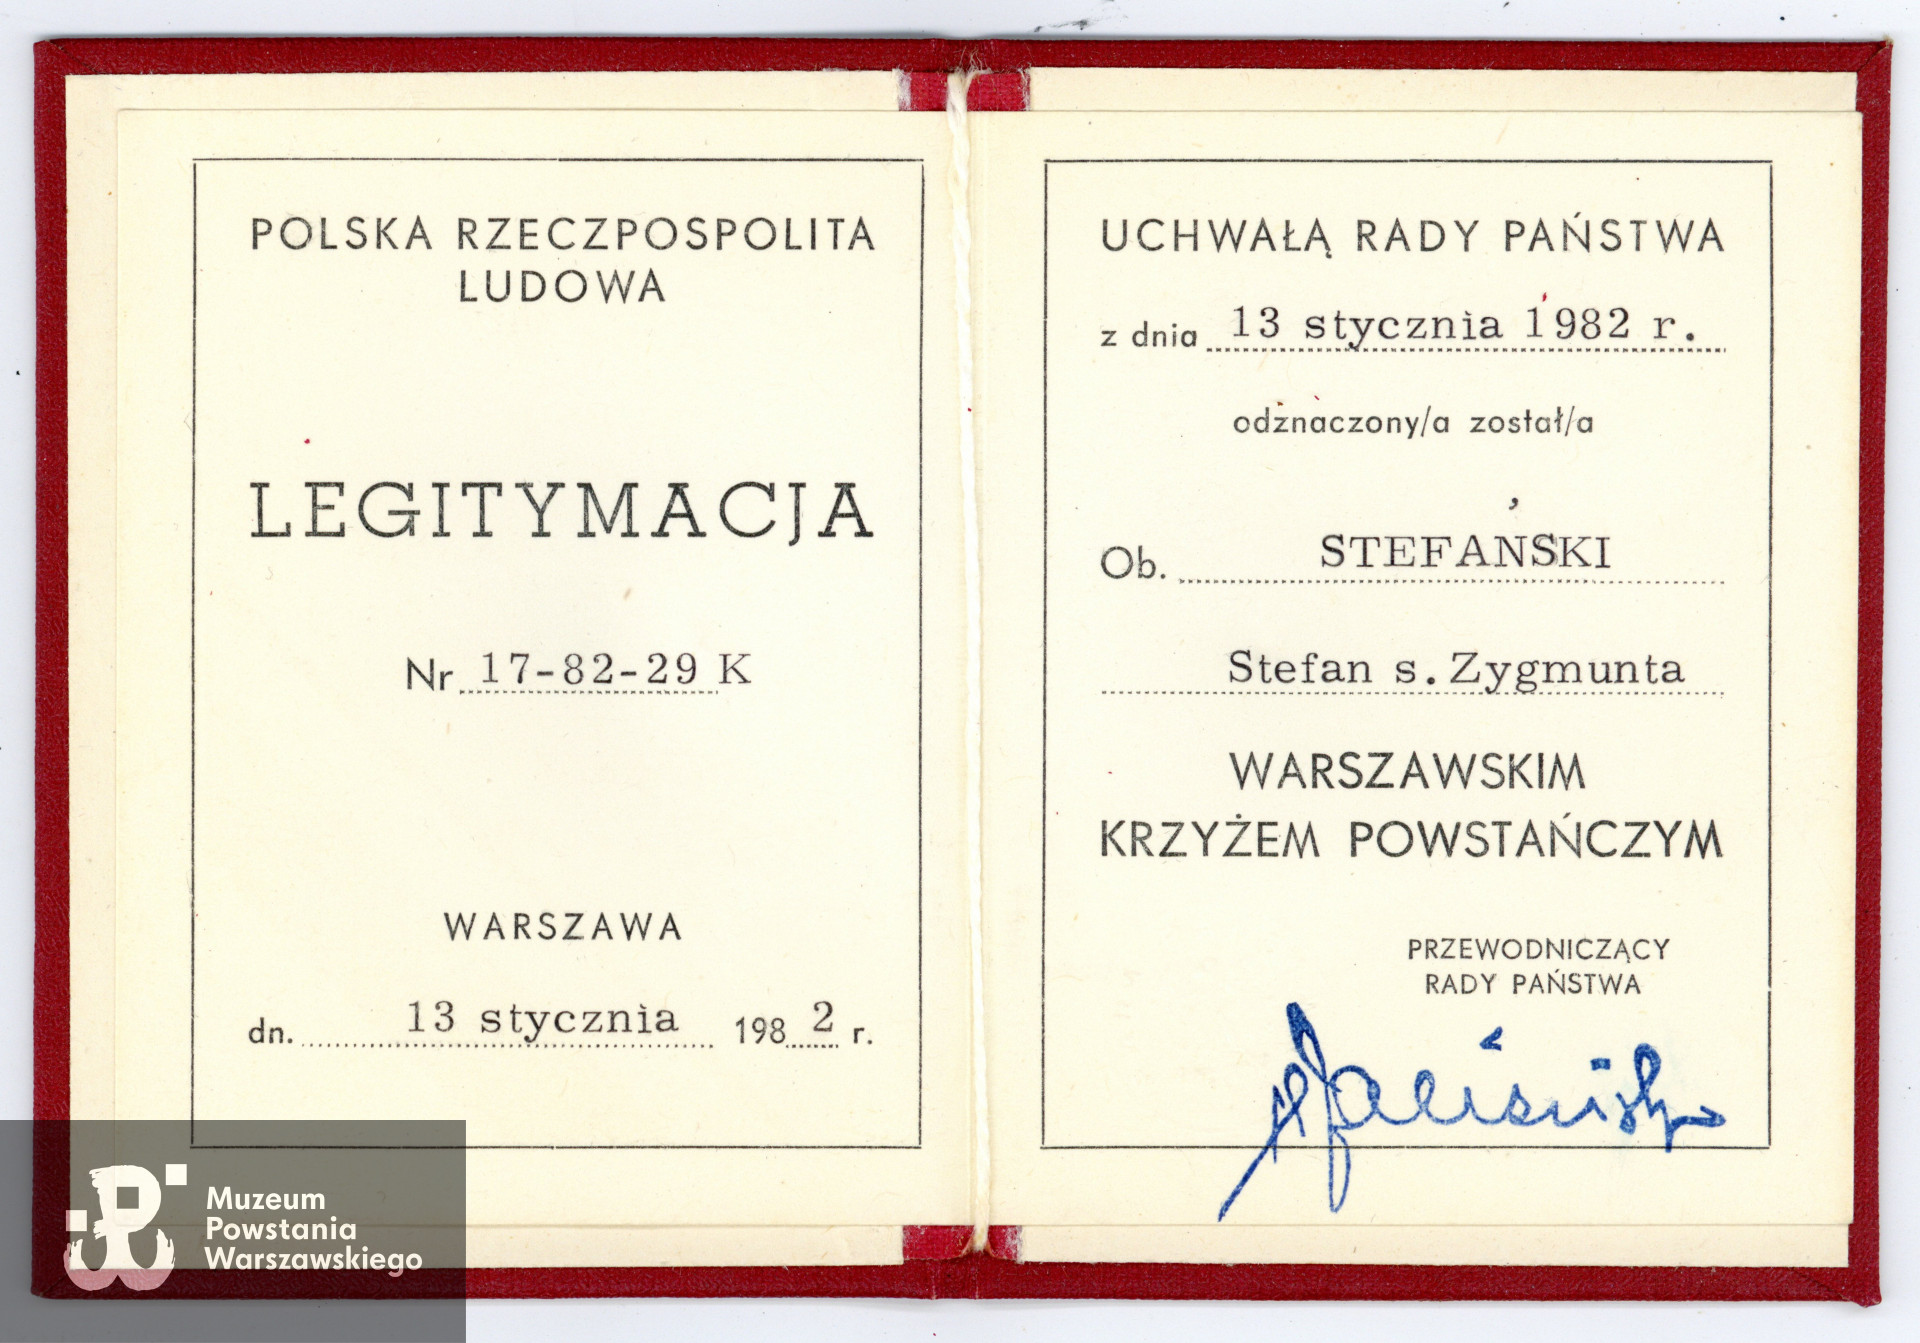 POLSKA RZECZPOSPOLITA
LUDOWA
LEGITYMACJA
Nr 17-82-29 K
WARSZAWA
dn. 13 stycznia 1982 r.
UCHWAŁĄ RADY PAŃSTWA
z dnia 13 stycznia 1982 r.
odznaczony/a został/a
Ob. STEFAŃSKI
Stefan s. Zygmunta
WARSZAWSKIM
KRZYŻEM POWSTAŃCZYM
PRZEWODNICZĄCY
RADY PAŃSTWA
Muzeum
Powstania
Warszawskiego